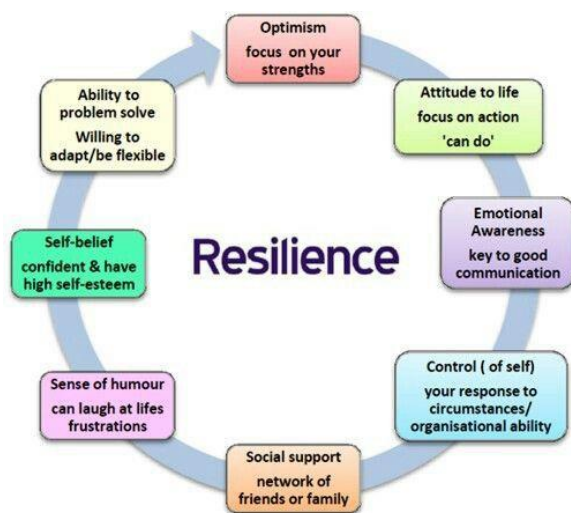 Optimism
focus on your
strengths
Attitude to life
focus on action
'can do'
Emotional
Awareness
key to good
communication
Control ( of self)
your response to
circumstances/
organisational ability
Social support
network of
friends or family
Sense of humour
can laugh at lifes
frustrations
Self-belief
confident & have
high self-esteem
Ability to
problem solve
Willing to
adapt/be flexible
Resilience